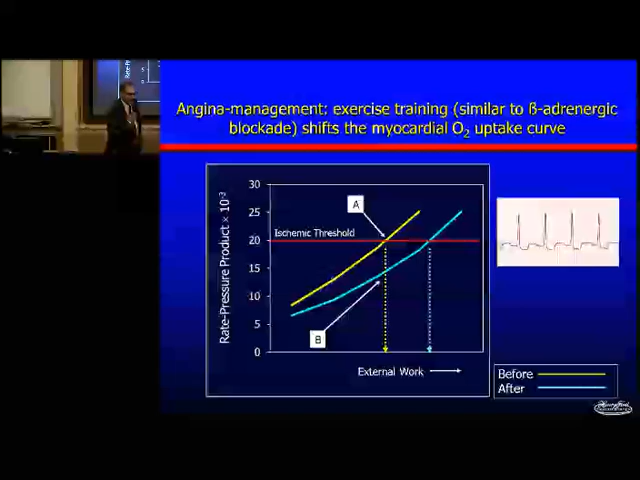 Angina-management: exercise training (similar to ß-adrenergic
blockade) shifts the myocardial O₂ uptake curve
Rate-Pressure Product × 10⁻³
30
25
20
15
10
5
0
Ischemic Threshold
A
B
External Work
Before
After